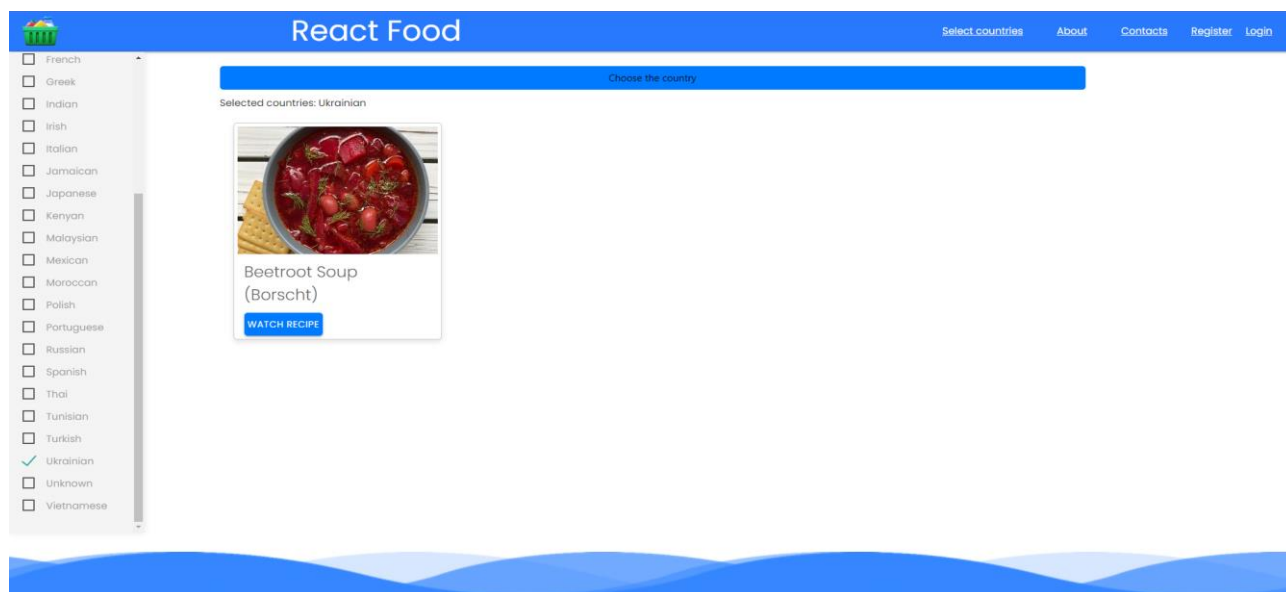 React Food
Select countries About Contacts Register Login
French
Greek
Indian
Irish
Italian
Jamaican
Japanese
Kenyan
Malaysian
Mexican
Moroccan
Polish
Portuguese
Russian
Spanish
Thai
Tunisian
Turkish
Ukrainian
Unknown
Vietnamese
Choose the country
Selected countries: Ukrainian
Beetroot Soup
(Borscht)
WATCH RECIPE